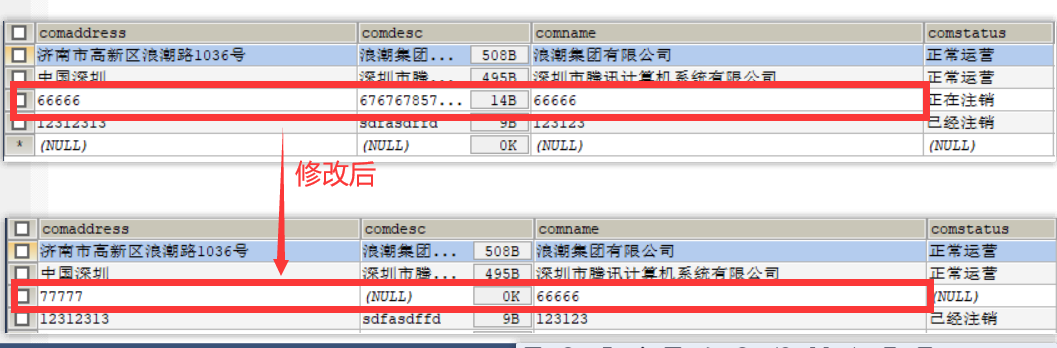 comaddress comdesc comname comstatus
济南市高新区浪潮路1036号 浪潮集团... 508B 浪潮集团有限公司 正常运营
中国深圳 深圳市腾... 495B 深圳市腾讯计算机系统有限公司 正常运营
66666 676767857... 14B 66666 正在注销
12312313 sdfasdffd 9B 123123 已经注销
* (NULL) (NULL) 0K (NULL) (NULL)
修改后
comaddress comdesc comname comstatus
济南市高新区浪潮路1036号 浪潮集团... 508B 浪潮集团有限公司 正常运营
中国深圳 深圳市腾... 495B 深圳市腾讯计算机系统有限公司 正常运营
77777 (NULL) 0K 66666 (NULL)
12312313 sdfasdffd 9B 123123 已经注销